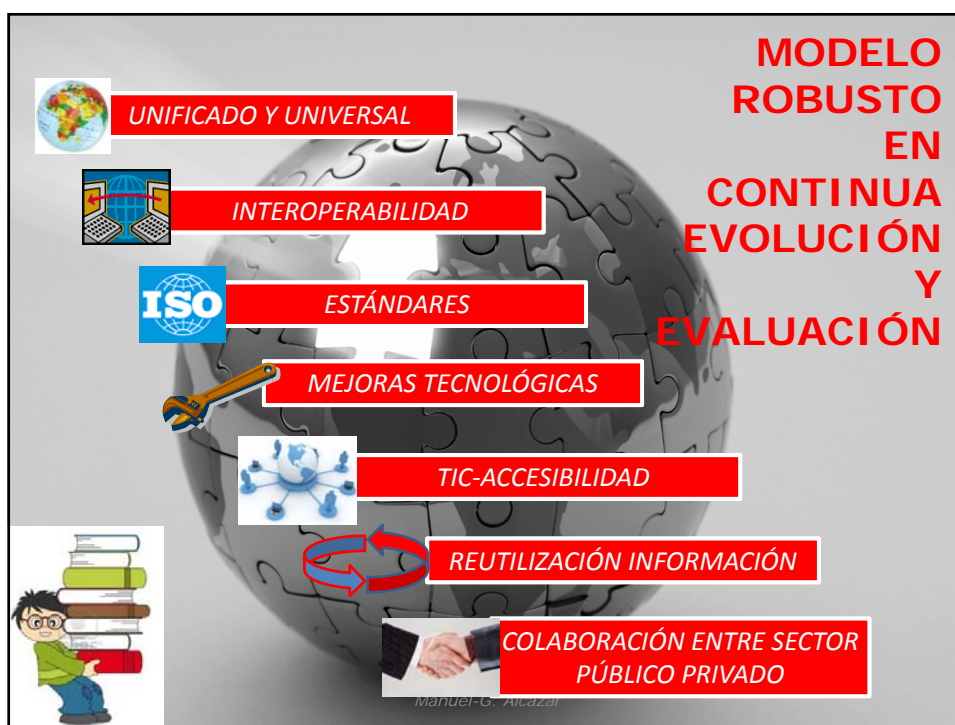 MODELO
ROBUSTO
EN
CONTINUA
EVOLUCIÓN
Y
EVALUACIÓN
UNIFICADO Y UNIVERSAL
INTEROPERABILIDAD
ISO
ESTÁNDARES
MEJORAS TECNOLÓGICAS
TIC-ACCESIBILIDAD
REUTILIZACIÓN INFORMACIÓN
COLABORACIÓN ENTRE SECTOR
PÚBLICO PRIVADO
Manuel-G. Alcázar